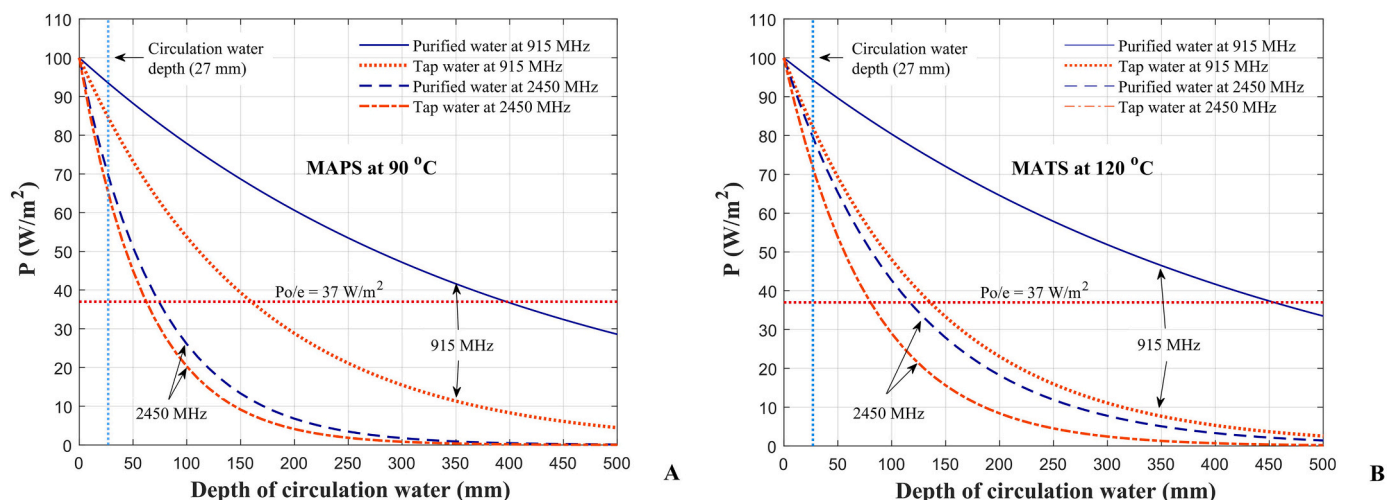 110
100
90
80
70
60
50
40
30
20
10
0
P (W/m²)
Circulation water
depth (27 mm)
Purified water at 915 MHz
Tap water at 915 MHz
Purified water at 2450 MHz
Tap water at 2450 MHz
MAPS at 90 °C
Po/e = 37 W/m²
915 MHz
2450 MHz
0 50 100 150 200 250 300 350 400 450 500
Depth of circulation water (mm)
A
110
100
90
80
70
60
50
40
30
20
10
0
P (W/m²)
Circulation water
depth (27 mm)
Purified water at 915 MHz
Tap water at 915 MHz
Purified water at 2450 MHz
Tap water at 2450 MHz
MATS at 120 °C
Po/e = 37 W/m²
915 MHz
2450 MHz
0 50 100 150 200 250 300 350 400 450 500
Depth of circulation water (mm)
B